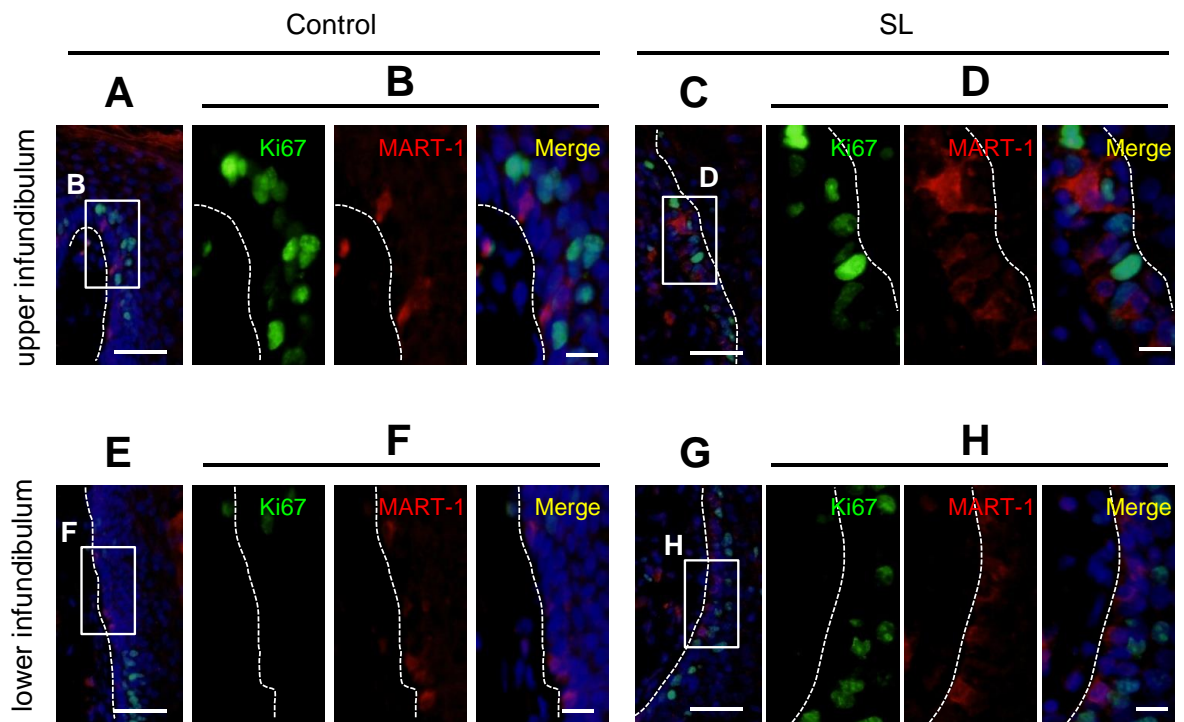 Control
SL
A
B
C
D
upper infundibulum
B
Ki67
MART-1
Merge
D
Ki67
MART-1
Merge
E
F
G
H
lower infundibulum
F
Ki67
MART-1
Merge
H
Ki67
MART-1
Merge